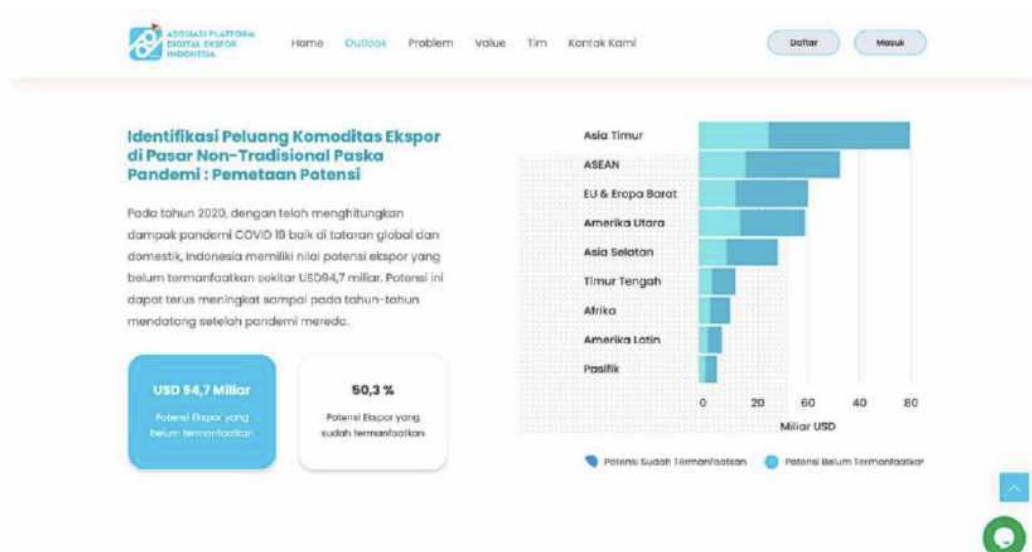 ASOSIASI PLATFORM
DIGITAL EKSPOR
INDONESIA
Home Outlook Problem Value Tim Kontak Kami
Daftar Masuk
Identifikasi Peluang Komoditas Ekspor
di Pasar Non-Tradisional Paska
Pandemi : Pemetaan Potensi
Pada tahun 2020, dengan telah menghitungkan
dampak pandemi COVID 19 baik di tataran global dan
domestik, Indonesia memiliki nilai potensi ekspor yang
belum termanfaatkan sekitar USD94,7 miliar. Potensi ini
dapat terus meningkat sampai pada tahun-tahun
mendatang setelah pandemi mereda.
USD 94,7 Miliar
Potensi Ekspor yang
belum termanfaatkan
50,3 %
Potensi Ekspor yang
sudah termanfaatkan
Asia Timur
ASEAN
EU & Eropa Barat
Amerika Utara
Asia Selatan
Timur Tengah
Afrika
Amerika Latin
Pasifik
0 20 60 40 80
Miliar USD
Potensi Sudah Termanfaatkan
Potensi Belum Termanfaatkar